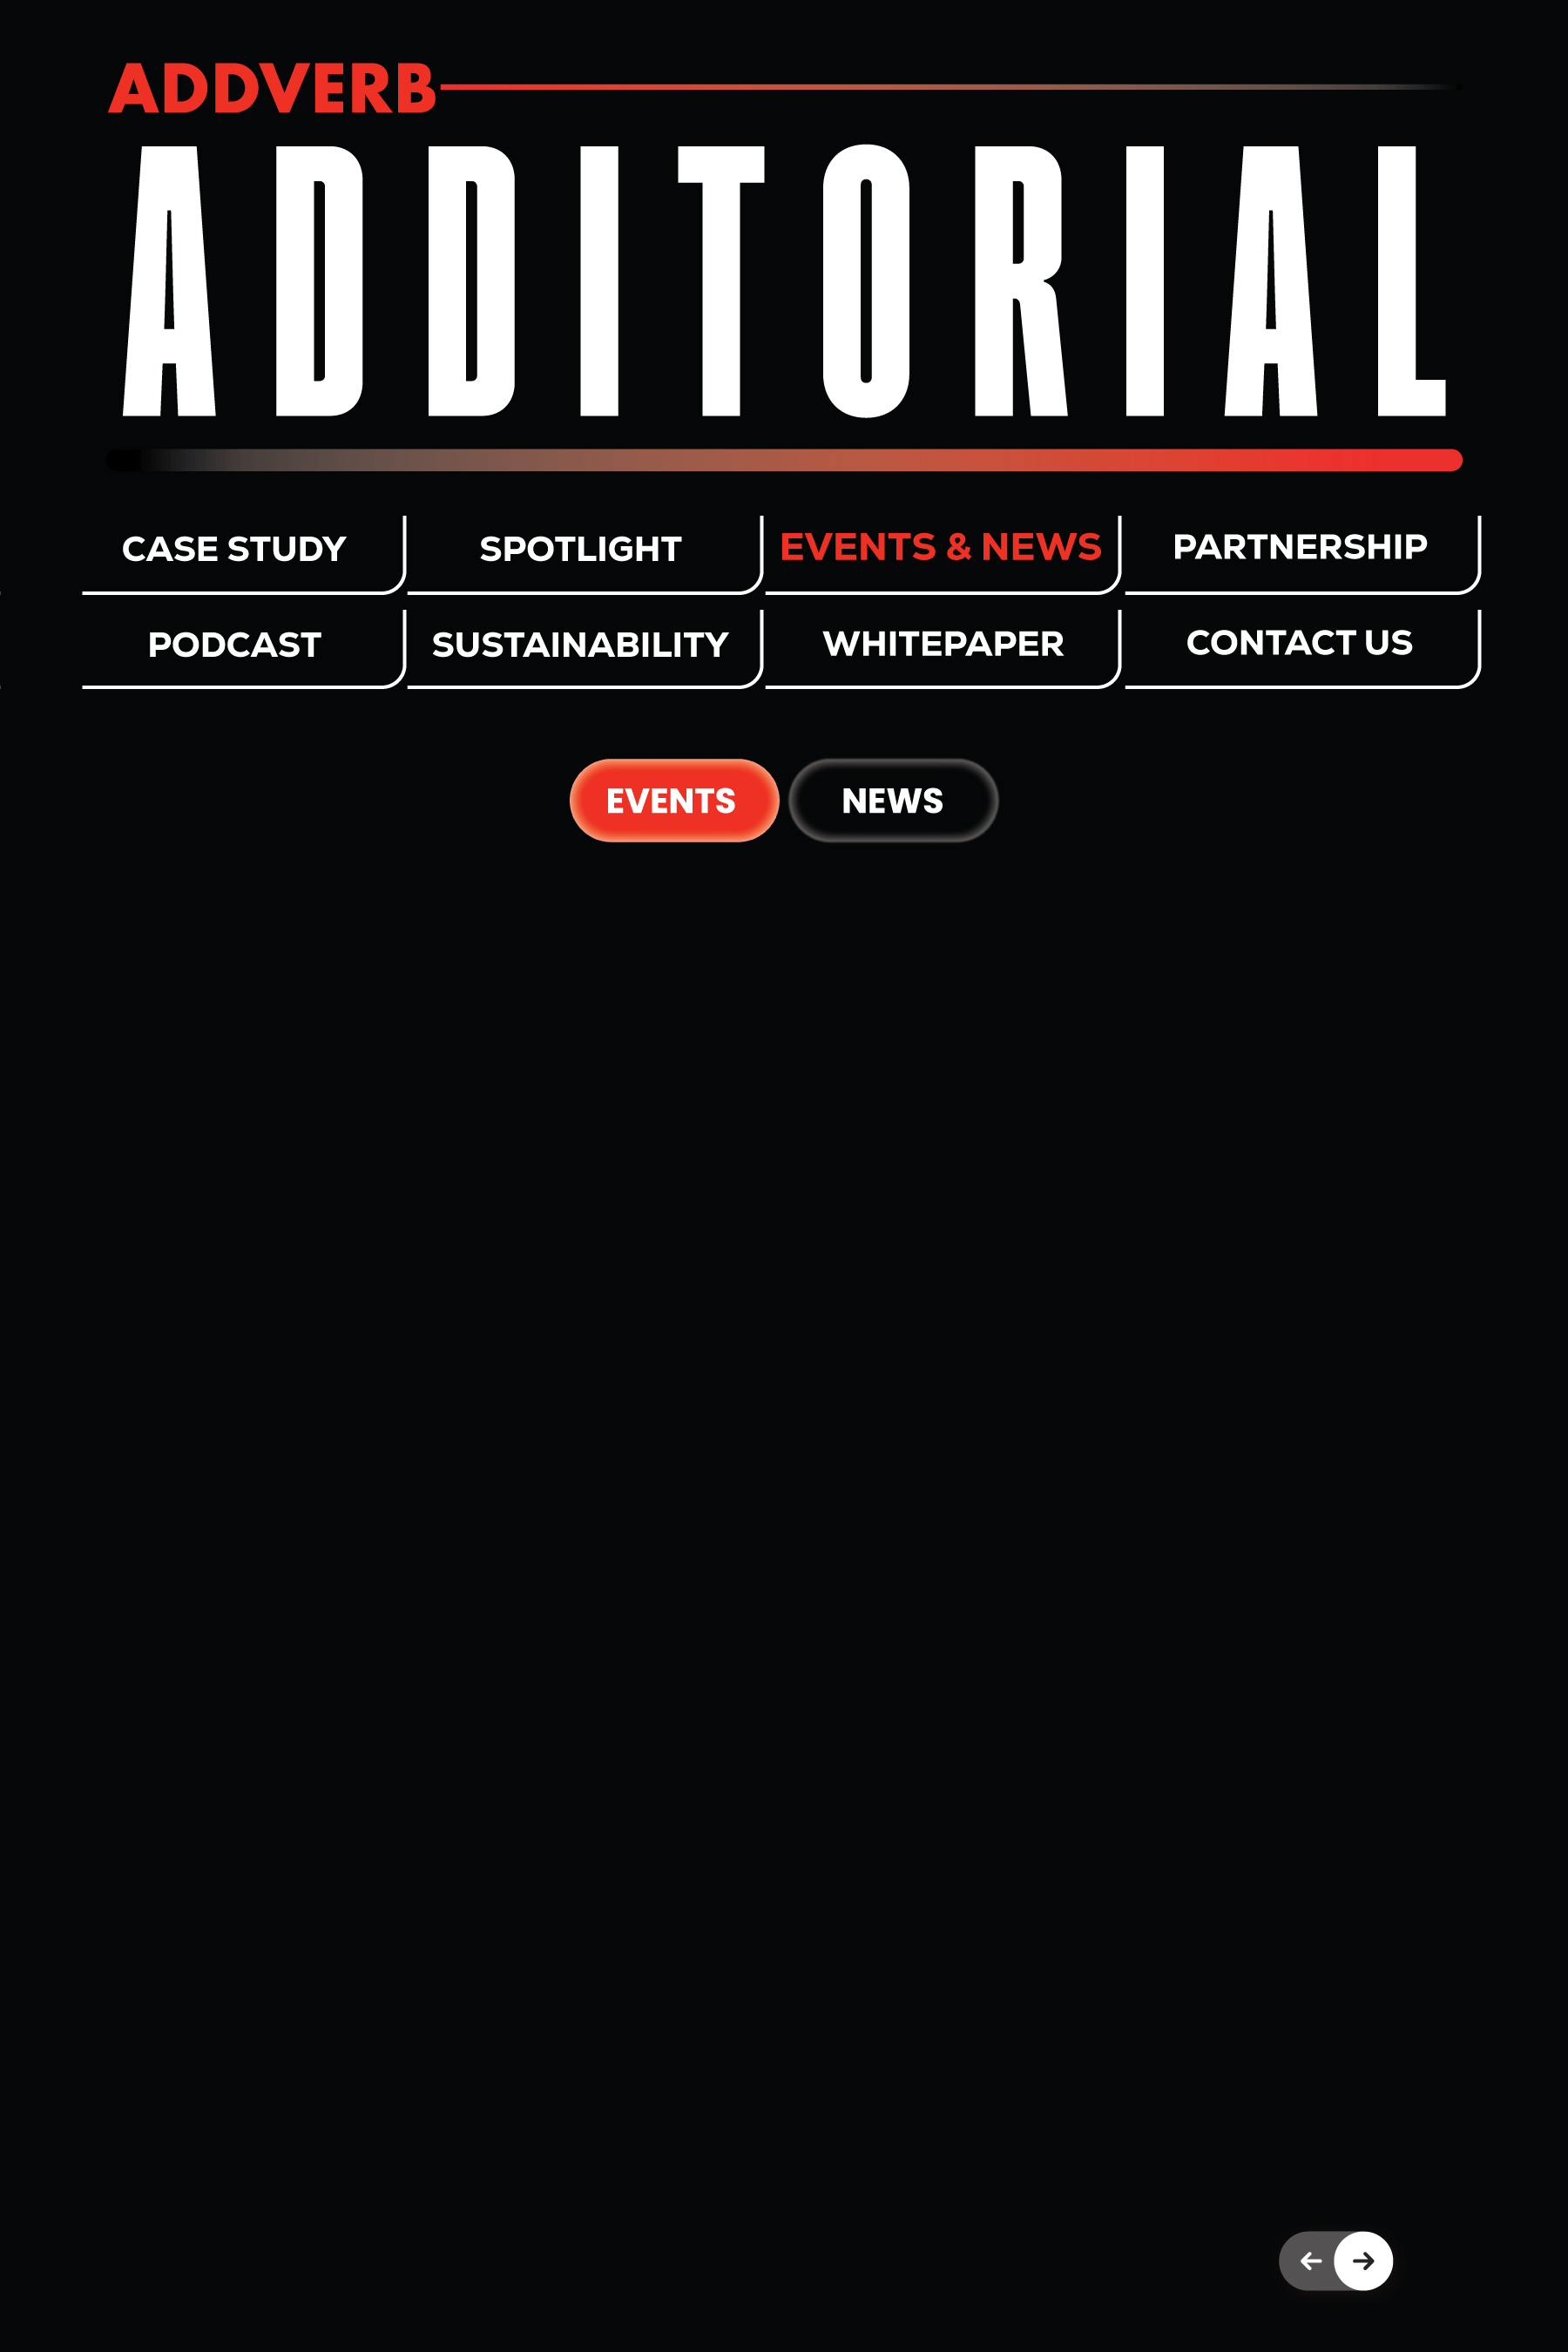 ADDVERB
ADDITORIAL
CASE STUDY SPOTLIGHT EVENTS & NEWS PARTNERSHIP
PODCAST SUSTAINABILITY WHITEPAPER CONTACT US
EVENTS NEWS